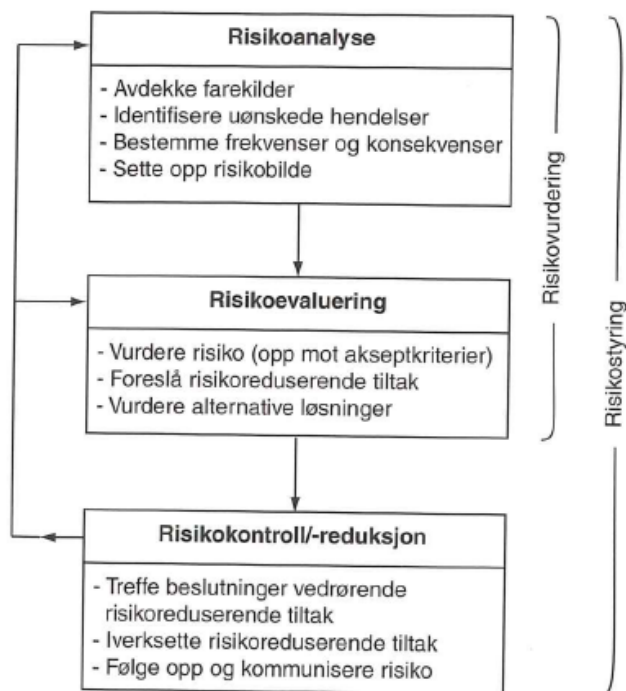 Risikoanalyse
- Avdekke farekilder
- Identifisere uønskede hendelser
- Bestemme frekvenser og konsekvenser
- Sette opp risikobilde
Risikoevaluering
- Vurdere risiko (opp mot akseptkriterier)
- Foreslå risikoreduserende tiltak
- Vurdere alternative løsninger
Risikokontroll/-reduksjon
- Treffe beslutninger vedrørende
risikoreduserende tiltak
- Iverksette risikoreduserende tiltak
- Følge opp og kommunisere risiko
Risikovurdering
Risikostyring